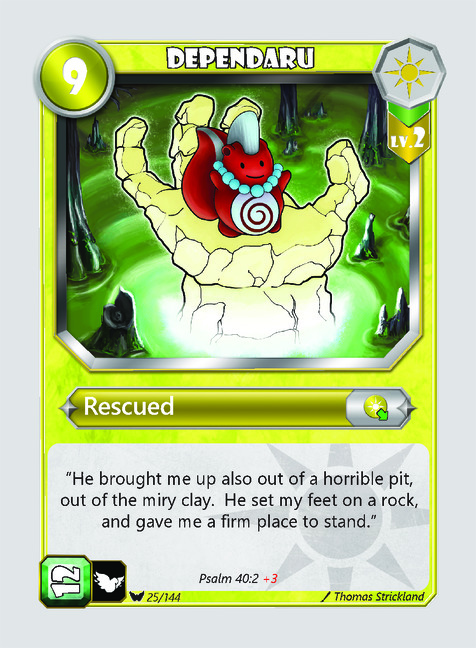 DEPENDARU
9
LV.2
Rescued
“He brought me up also out of a horrible pit,
out of the miry clay. He set my feet on a rock,
and gave me a firm place to stand.”
Psalm 40:2 +3
12
25/144
Thomas Strickland